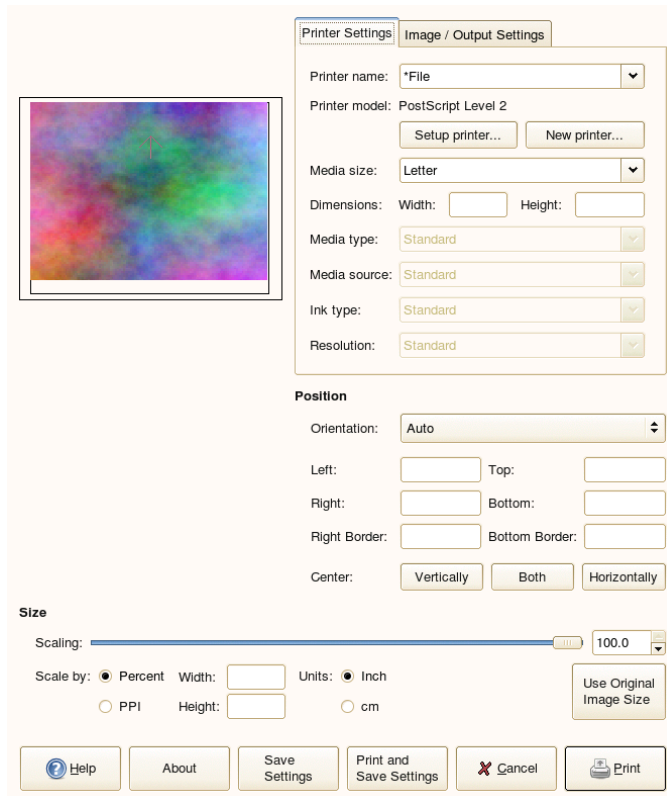 Printer Settings Image / Output Settings
Printer name: *File
Printer model: PostScript Level 2
Setup printer... New printer...
Media size: Letter
Dimensions: Width: Height:
Media type: Standard
Media source: Standard
Ink type: Standard
Resolution: Standard
Position
Orientation: Auto
Left: Top:
Right: Bottom:
Right Border: Bottom Border:
Center: Vertically Both Horizontally
Size
Scaling: 100.0
Scale by: Percent Width: Units: Inch
PPI Height: cm
Use Original
Image Size
Help About Save
Settings Print and
Save Settings Cancel Print